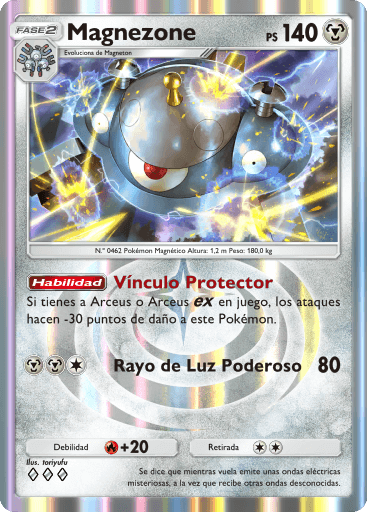 FASE 2 Magnezone PS 140
Evoluciona de Magneton
N.º 0462 Pokémon Magnético Altura: 1,2 m Peso: 180,0 kg
Habilidad Vínculo Protector
Si tienes a Arceus o Arceus ex en juego, los ataques
hacen -30 puntos de daño a este Pokémon.
Rayo de Luz Poderoso 80
Debilidad +20 Retirada
Ilus. toriyufu
Se dice que mientras vuela emite unas ondas eléctricas
misteriosas, a la vez que recibe otras ondas desconocidas.